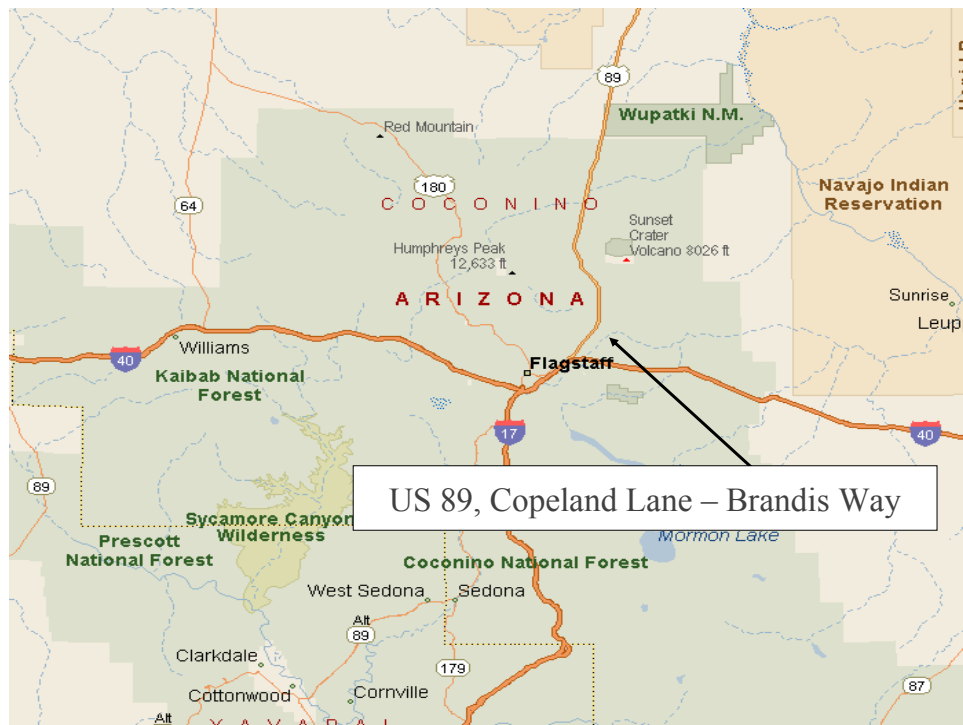 89
Wupatki N.M.
Red Mountain
180
64
C O C O N I N O
Navajo Indian
Reservation
Sunset
Crater
Volcano 8026 ft
Humphreys Peak
12,633 ft
A R I Z O N A
Sunrise
Leup
Williams
40
Flagstaff
Kaibab National
Forest
17
40
89
US 89, Copeland Lane – Brandis Way
Sycamore Canyon
Wilderness
Mormon Lake
Prescott
National Forest
Coconino National Forest
West Sedona
Sedona
Alt
89
Clarkdale
179
Cottonwood
Cornville
87
Alt
Y A V A P A I